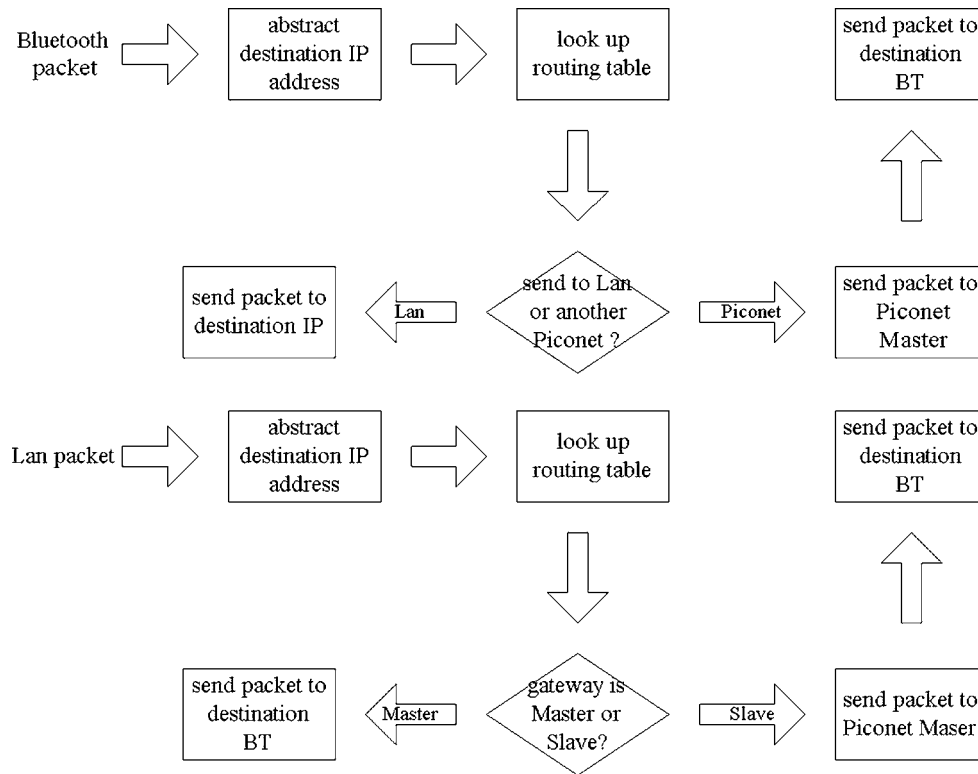 Bluetooth
packet
abstract
destination IP
address
look up
routing table
send packet to
destination
BT
send packet to
destination IP
Lan
send to Lan
or another
Piconet ?
Piconet
send packet to
Piconet
Master
Lan packet
abstract
destination IP
address
look up
routing table
send packet to
destination
BT
send packet to
destination
BT
Master
gateway is
Master or
Slave?
Slave
send packet to
Piconet Maser